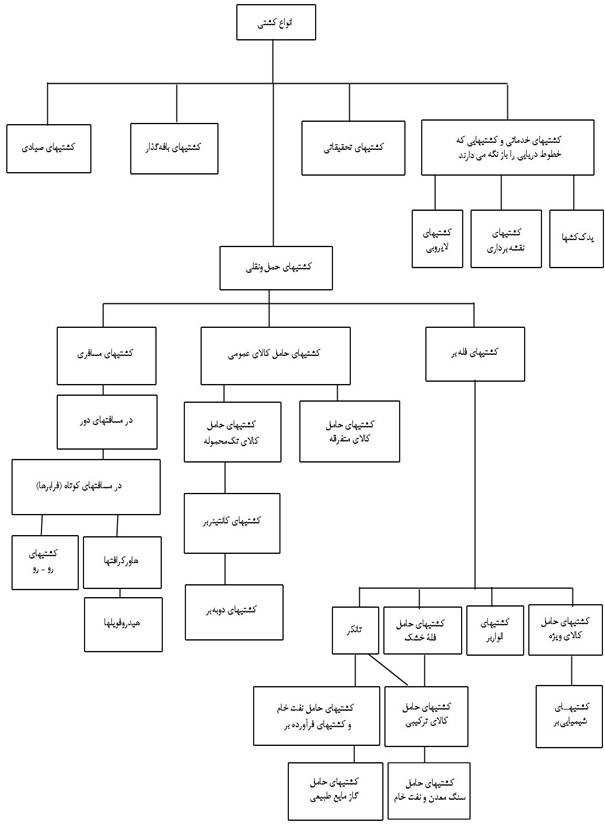 انواع کشتی
کشتیهای خدماتی و کشتیهایی که
خطوط دریایی را باز نگه می دارند
کشتیهای تحقیقاتی
کشتیهای بافه‌گذار
کشتیهای صیادی
یدک‌کشها
کشتیهای
نقشه برداری
کشتیهای
لایروبی
کشتیهای حمل ونقلی
کشتیهای فله بر
کشتیهای حامل کالای عمومی
کشتیهای مسافری
کشتیهای حامل
کالای متفرقه
کشتیهای حامل
کالای تک‌محموله
در مسافتهای دور
در مسافتهای کوتاه (فرابرها)
کشتیهای کانتینربر
هاورکرافتها
کشتیهای
رو - رو
کشتیهای دوبه‌بر
هیدروفویلها
کشتیهای حامل
کالای ویژه
کشتیهای
الواربر
کشتیهای حامل
فلهٔ خشک
تانکر
کشتیهــای
شیمیایی‌بر
کشتیهای حامل
کالای ترکیبی
کشتیهای حامل نفت خام
و کشتیهای فرآورده بر
کشتیهای حامل
سنگ معدن و نفت خام
کشتیهای حامل
گاز مایع طبیعی